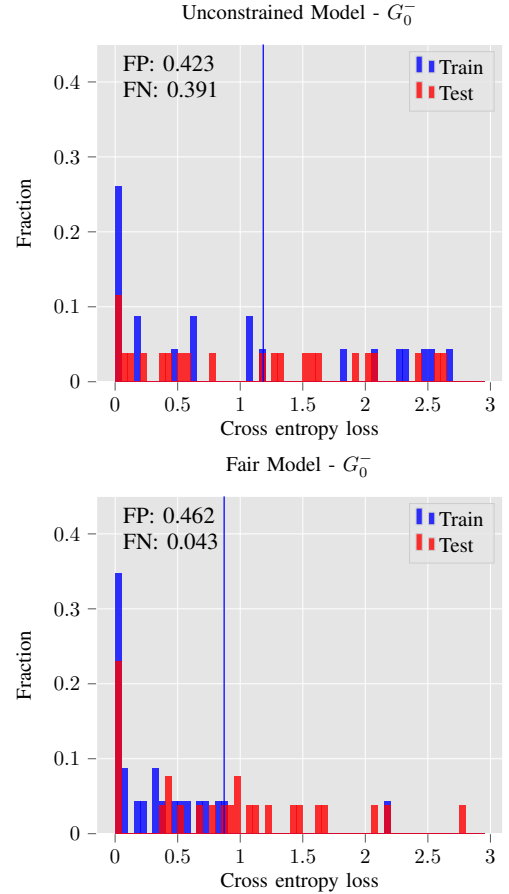 Unconstrained Model - $G_0^-$
FP: 0.423
FN: 0.391
Train
Test
0.4
0.3
0.2
0.1
0
Fraction
0 0.5 1 1.5 2 2.5 3
Cross entropy loss
Fair Model - $G_0^-$
FP: 0.462
FN: 0.043
Train
Test
0.4
0.3
0.2
0.1
0
Fraction
0 0.5 1 1.5 2 2.5 3
Cross entropy loss